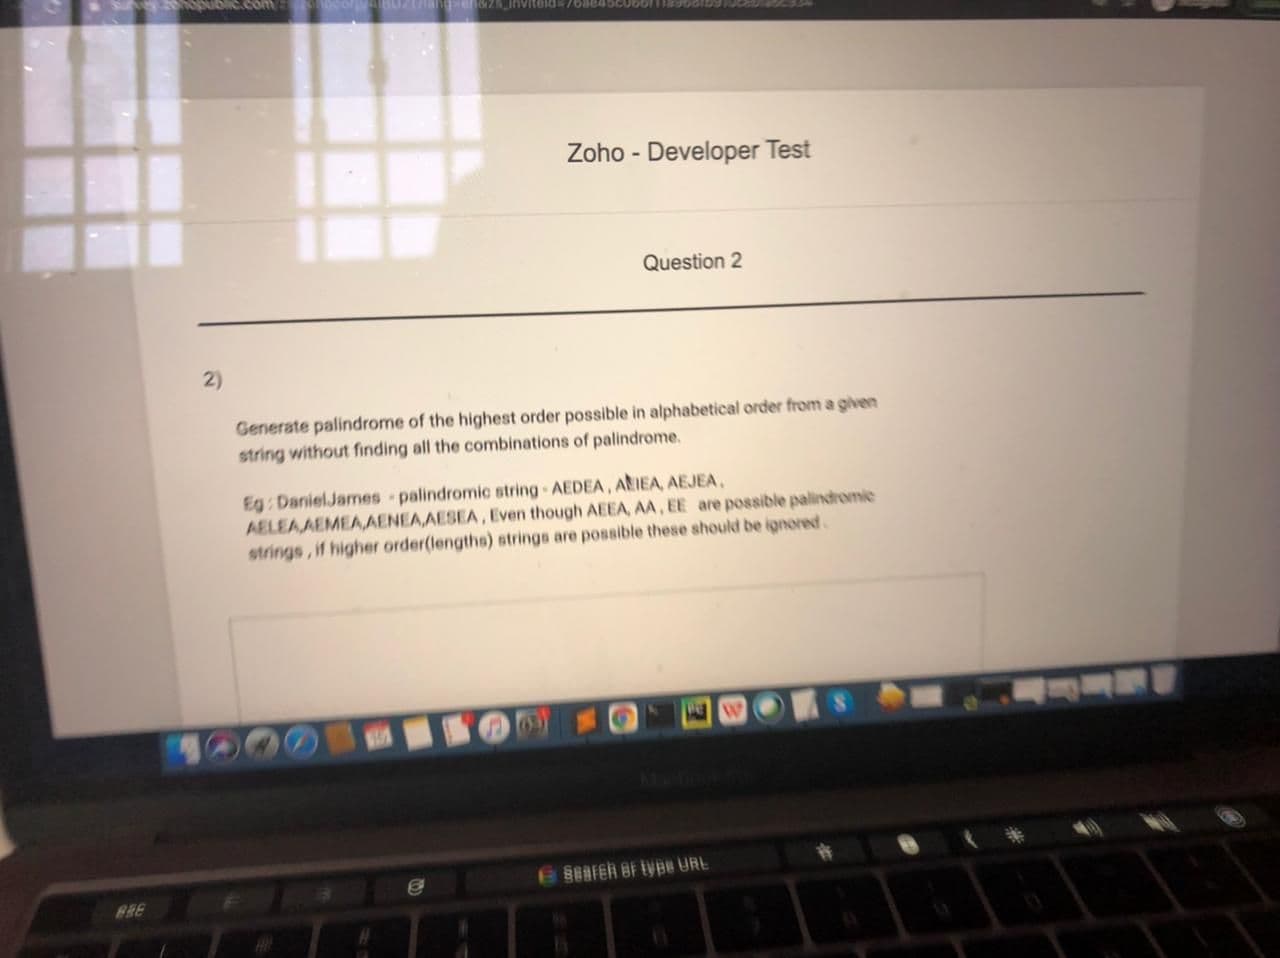 Zoho - Developer Test
Question 2
2)
Generate palindrome of the highest order possible in alphabetical order from a given
string without finding all the combinations of palindrome.
Eg : DanielJames - palindromic string - AEDEA , AEIEA, AEJEA ,
AELEA,AEMEA,AENEA,AESEA , Even though AEEA, AA , EE are possible palindromic
strings , if higher order(lengths) strings are possible these should be ignored .
Search or type URL